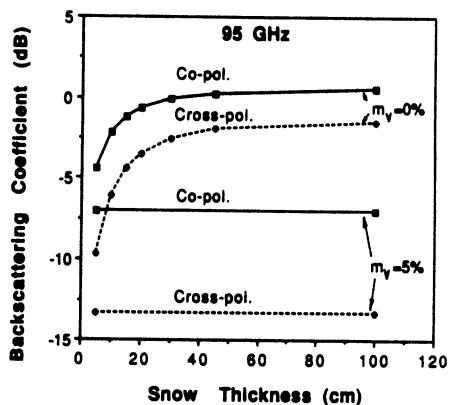 5
95 GHz
Co-pol.
0
Cross-pol.
mv=0%
-5
Co-pol.
-10
mv=5%
Cross-pol.
-15
0 20 40 60 80 100 120
Snow Thickness (cm)
Backscattering Coefficient (dB)